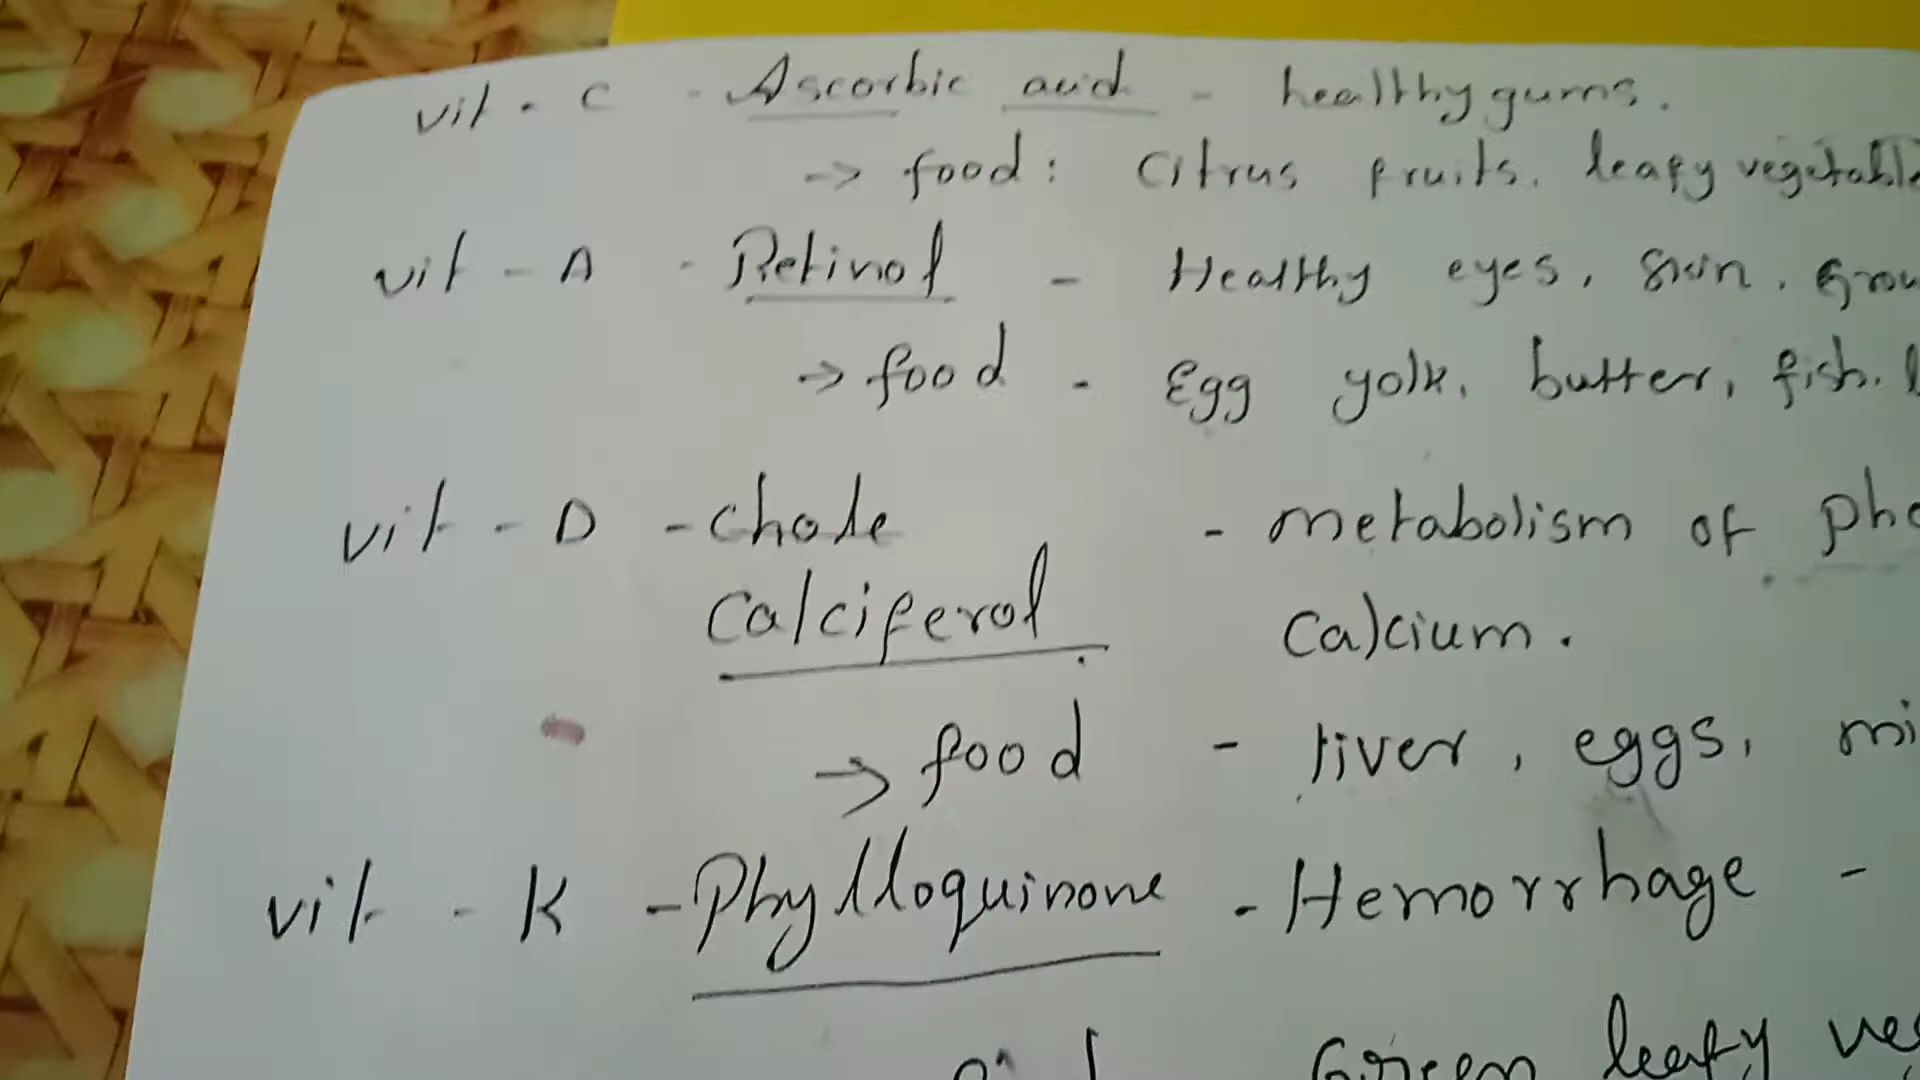 vit - C - Ascorbic acid - healthy gums.
→ food: Citrus fruits, leafy
vit - A - Retinol - Healthy eyes, skin,
→ food - Egg yolk, butter, fish.
vit - D - Chole - metabolism of
Calciferol Calcium.
→ food - liver, eggs,
vit - K - Phylloquinone - Hemorrhage -
Green leafy